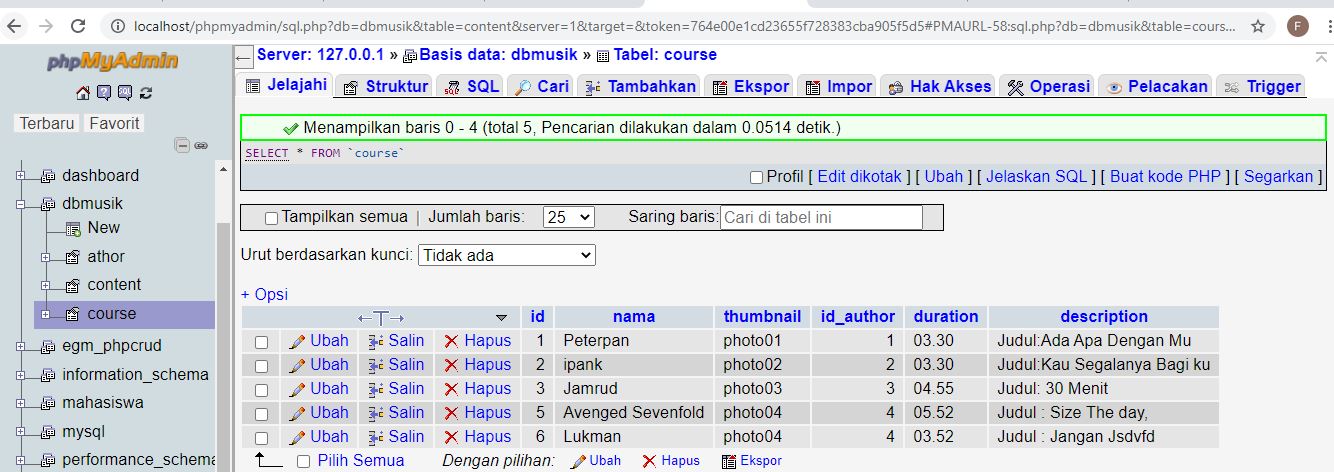 localhost/phpmyadmin/sql.php?db=dbmusik&table=content&server=1&target=&token=764e00e1cd23655f728383cba905f5d5#PMAURL-58:sql.php?db=dbmusik&table=cours...
F
phpMyAdmin
Terbaru Favorit
dashboard
dbmusik
New
athor
content
course
egm_phpcrud
information_schema
mahasiswa
mysql
performance_schema
Server: 127.0.0.1 » Basis data: dbmusik » Tabel: course
Jelajahi Struktur SQL Cari Tambahkan Ekspor Impor Hak Akses Operasi Pelacakan Trigger
Menampilkan baris 0 - 4 (total 5, Pencarian dilakukan dalam 0.0514 detik.)
SELECT * FROM `course`
Profil [ Edit dikotak ] [ Ubah ] [ Jelaskan SQL ] [ Buat kode PHP ] [ Segarkan ]
Tampilkan semua | Jumlah baris: 25 Saring baris: Cari di tabel ini
Urut berdasarkan kunci: Tidak ada
+ Opsi
←T→ id nama thumbnail id_author duration description
Ubah Salin Hapus 1 Peterpan photo01 1 03.30 Judul:Ada Apa Dengan Mu
Ubah Salin Hapus 2 ipank photo02 2 03.30 Judul:Kau Segalanya Bagi ku
Ubah Salin Hapus 3 Jamrud photo03 3 04.55 Judul: 30 Menit
Ubah Salin Hapus 5 Avenged Sevenfold photo04 4 05.52 Judul : Size The day,
Ubah Salin Hapus 6 Lukman photo04 4 03.52 Judul : Jangan Jsdvfd
Pilih Semua Dengan pilihan: Ubah Hapus Ekspor